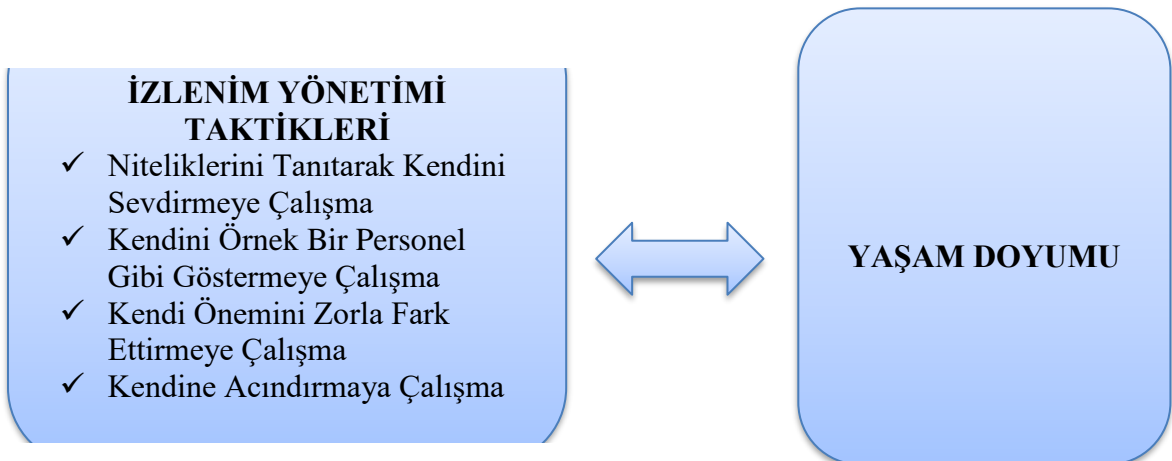 İZLENİM YÖNETİMİ
TAKTİKLERİ
✓ Niteliklerini Tanıtarak Kendini
Sevdirmeye Çalışma
✓ Kendini Örnek Bir Personel
Gibi Göstermeye Çalışma
✓ Kendi Önemini Zorla Fark
Ettirmeye Çalışma
✓ Kendine Acındırmaya Çalışma
YAŞAM DOYUMU